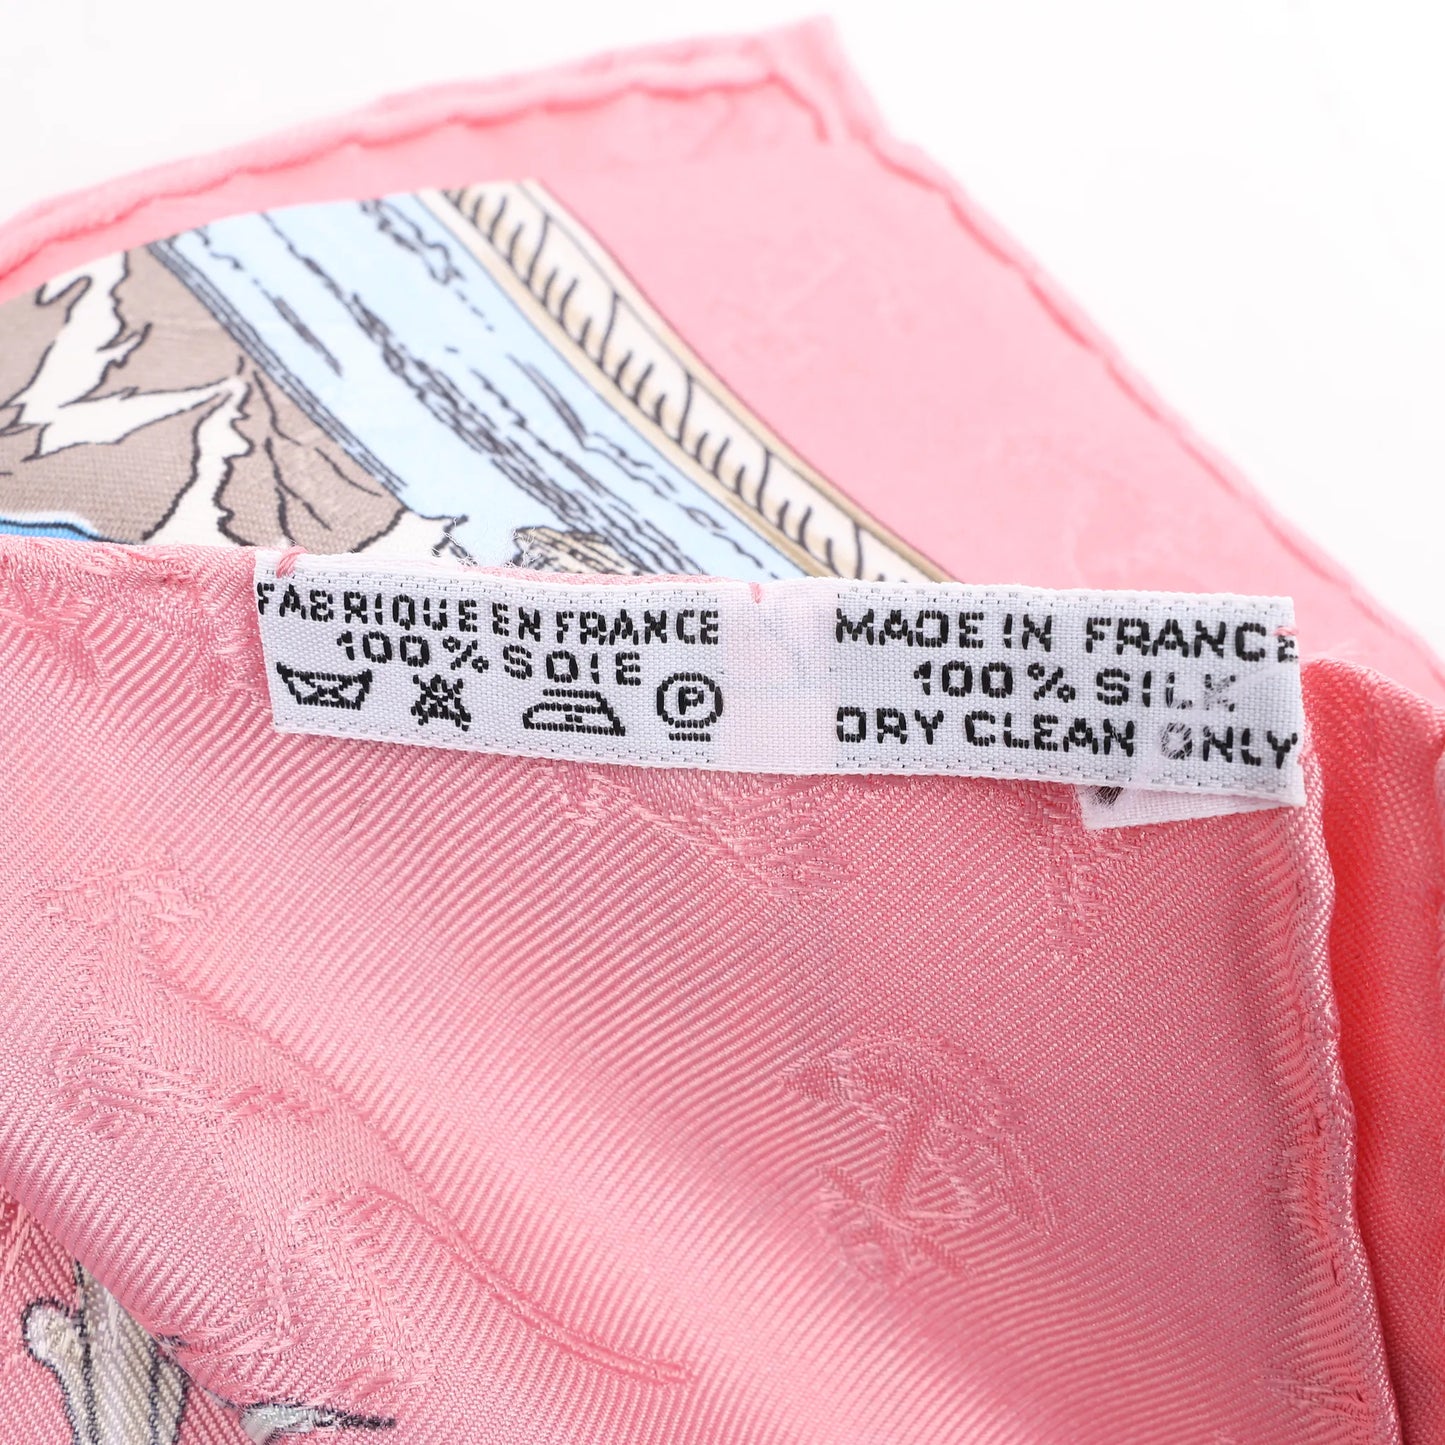 FABRIQUE EN FRANCE
100% SOIE
P
MADE IN FRANCE
100% SILK
DRY CLEAN ONLY